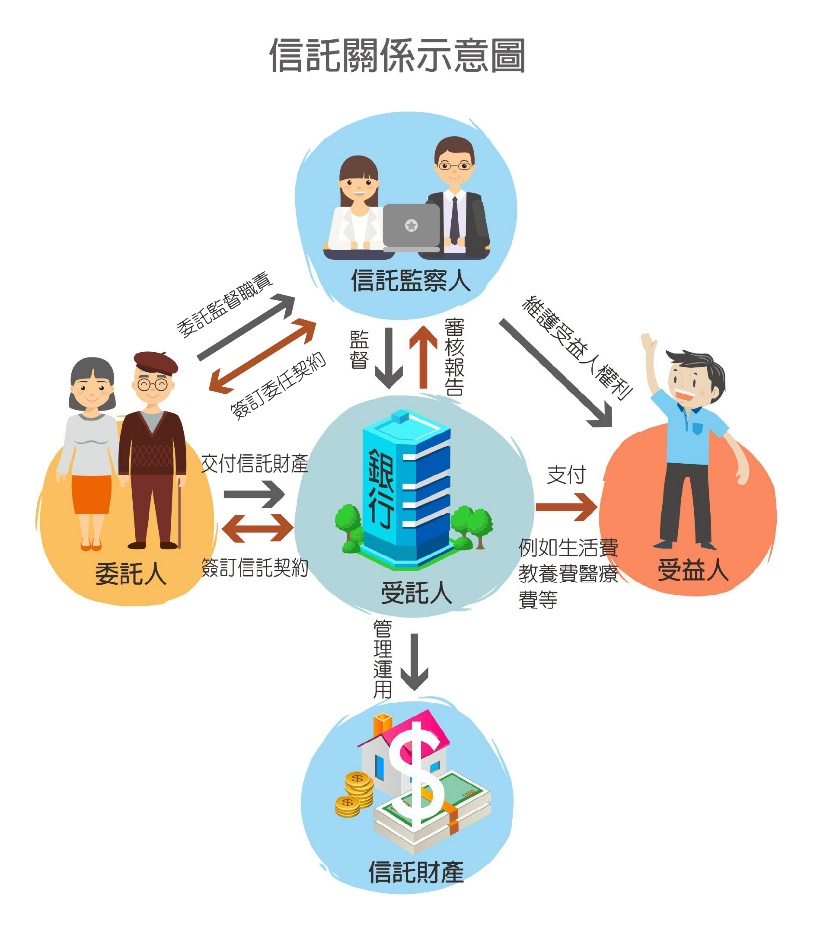 信託關係示意圖
信託監察人
委託監督職責
簽訂委任契約
監督
審核報告
維護受益人權利
交付信託財產
簽訂信託契約
委託人
銀行
受託人
支付
例如生活費
教養費醫療
費等
受益人
管理運用
$
信託財產